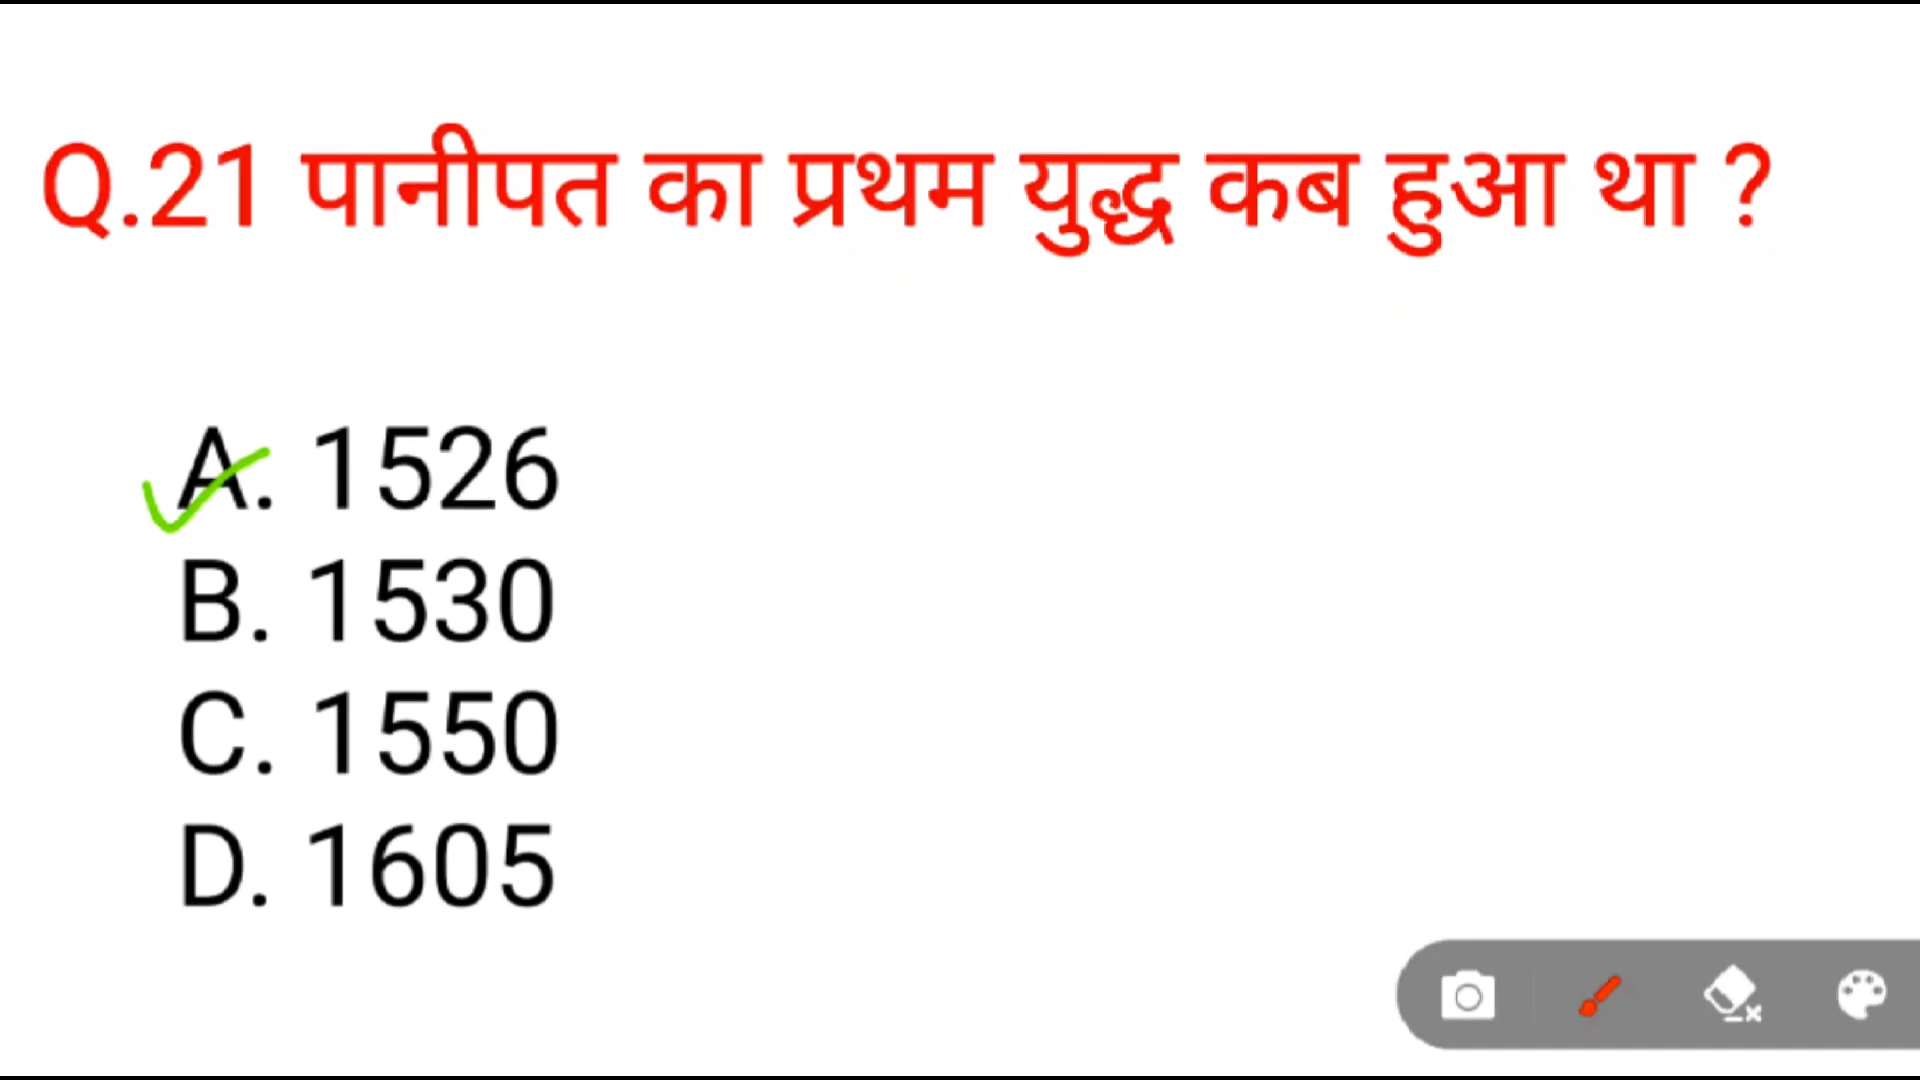 Q.21 पानीपत का प्रथम युद्ध कब हुआ था ?
A. 1526
B. 1530
C. 1550
D. 1605